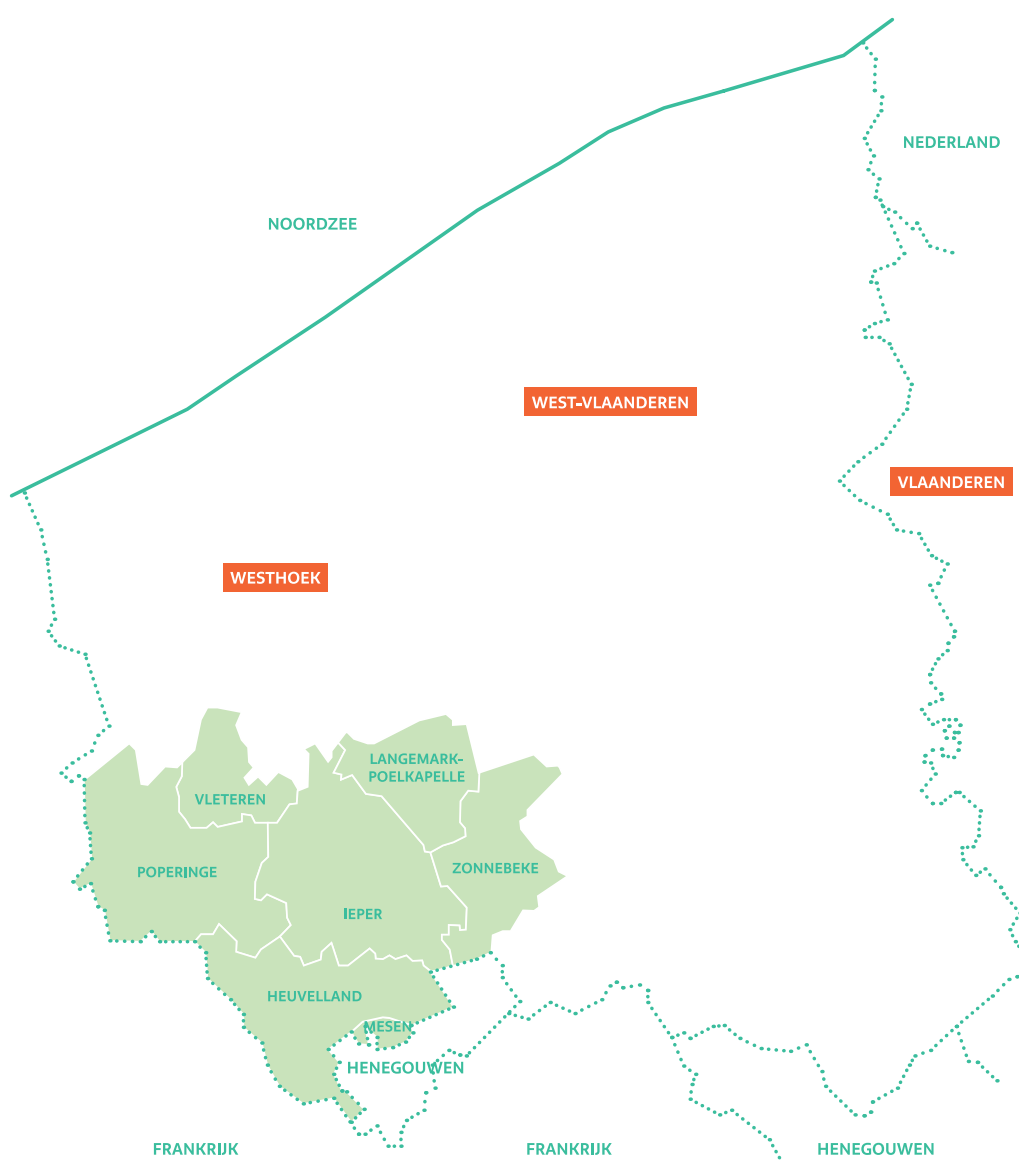 NEDERLAND
NOORDZEE
WEST-VLAANDEREN
VLAANDEREN
WESTHOEK
LANGEMARK-
POELKAPELLE
VLETEREN
POPERINGE
ZONNEBEKE
IEPER
HEUVELLAND
MESEN
HENEGOUWEN
FRANKRIJK
FRANKRIJK
HENEGOUWEN